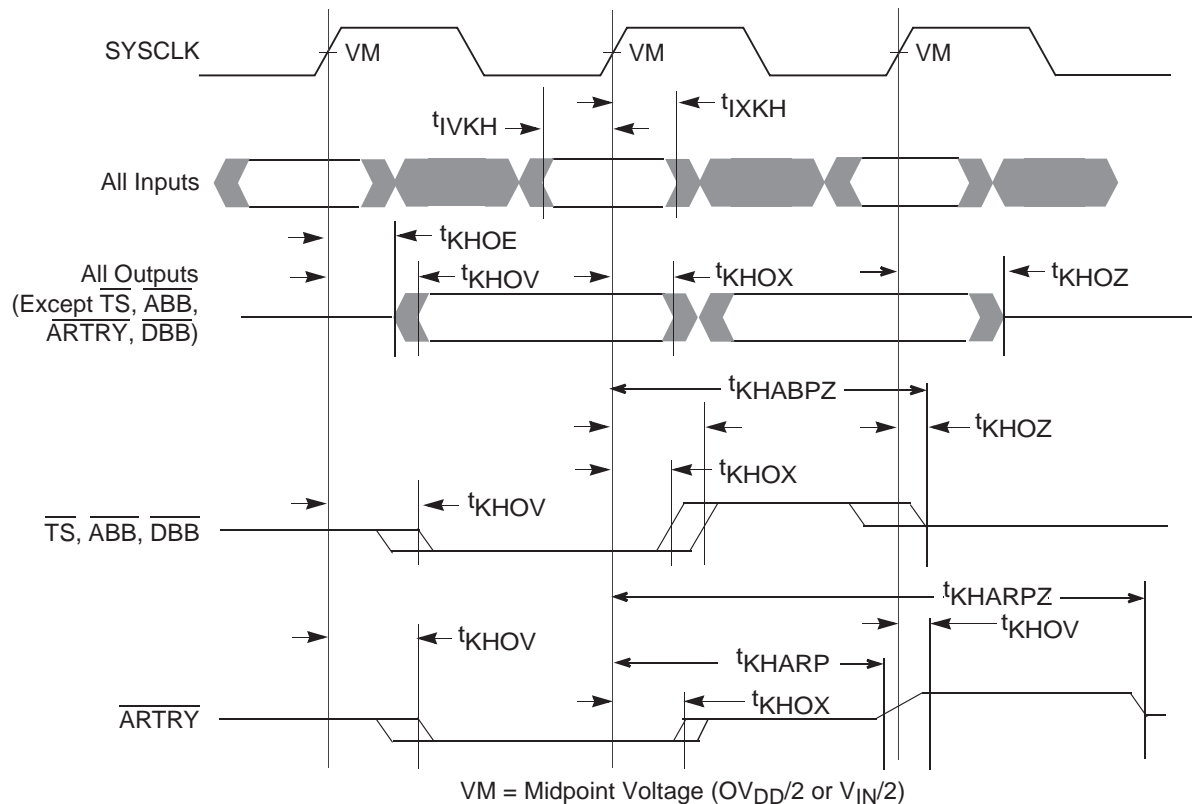 SYSCLK
VM
VM
VM
tIVKH
tIXKH
All Inputs
tKHOE
All Outputs
(Except TS, ABB,
ARTRY, DBB)
tKHOV
tKHOX
tKHOZ
tKHABPZ
tKHOZ
tKHOX
tKHOV
TS, ABB, DBB
tKHARPZ
tKHOV
tKHOV
tKHARP
tKHOX
ARTRY
VM = Midpoint Voltage (OVDD/2 or VIN/2)